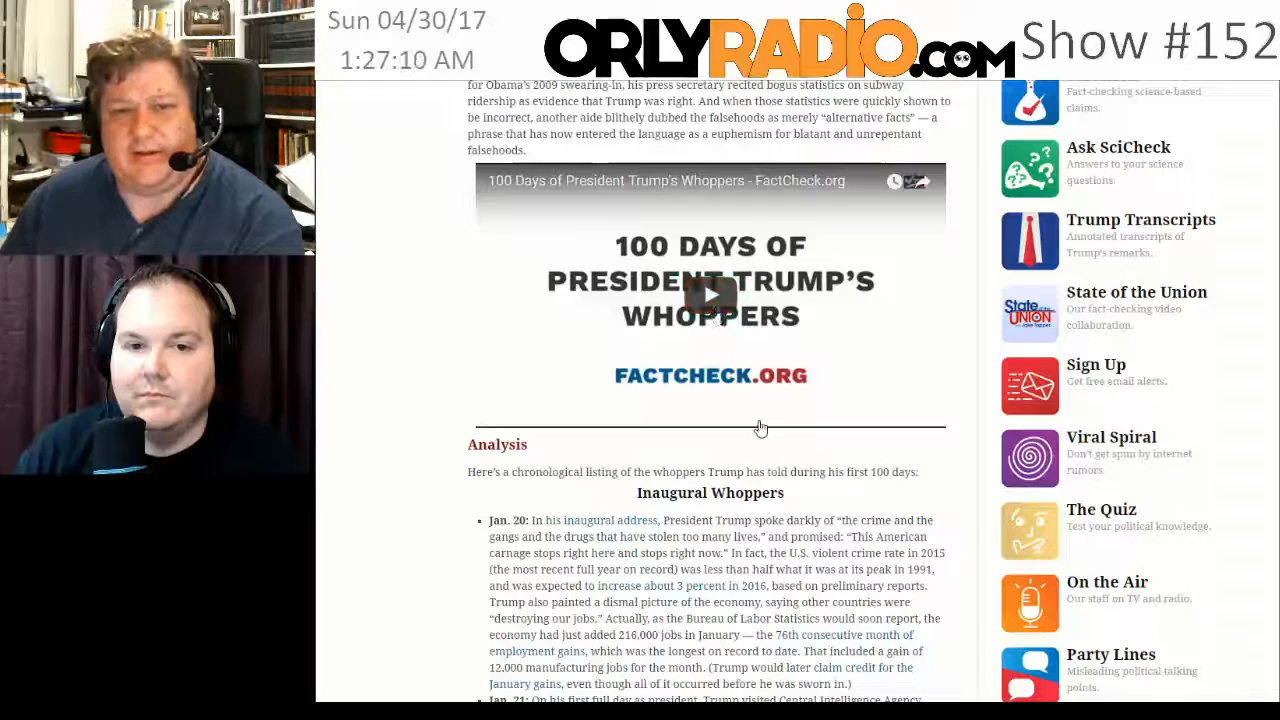 Sun 04/30/17
1:27:10 AM
ORLYRADIO.COM
Show #152
for Obama's 2009 swearing-in, his press secretary recited bogus statistics on subway
ridership as evidence that Trump was right. And when those statistics were quickly shown to
be incorrect, another aide blithely dubbed the falsehoods as merely “alternative facts” — a
phrase that has now entered the language as a euphemism for blatant and unrepentant
falsehoods.
100 Days of President Trump's Whoppers - FactCheck.org
100 DAYS OF
PRESIDENT TRUMP'S
WHOPPERS
FACTCHECK.ORG
Analysis
Here's a chronological listing of the whoppers Trump has told during his first 100 days:
Inaugural Whoppers
Jan. 20: In his inaugural address, President Trump spoke darkly of “the crime and the
gangs and the drugs that have stolen too many lives,” and promised: “This American
carnage stops right here and stops right now.” In fact, the U.S. violent crime rate in 2015
(the most recent full year on record) was less than half what it was at its peak in 1991,
and was expected to increase about 3 percent in 2016, based on preliminary reports.
Trump also painted a dismal picture of the economy, saying other countries were
“destroying our jobs.” Actually, as the Bureau of Labor Statistics would soon report, the
economy had just added 216,000 jobs in January — the 76th consecutive month of
employment gains, which was the longest on record to date. That included a gain of
12,000 manufacturing jobs for the month. (Trump would later claim credit for the
January gains, even though all of it occurred before he was sworn in.)
Jan. 21: On his first full day as president, Trump visited Central Intelligence Agency
Fact-checking science-based
claims.
Ask SciCheck
Answers to your science
questions.
Trump Transcripts
Annotated transcripts of
Trump's remarks.
State of the Union
Our fact-checking video
collaboration.
Sign Up
Get free email alerts.
Viral Spiral
Don't get spun by internet
rumors.
The Quiz
Test your political knowledge.
On the Air
Our staff on TV and radio.
Party Lines
Misleading political talking
points.
State of the
UNION